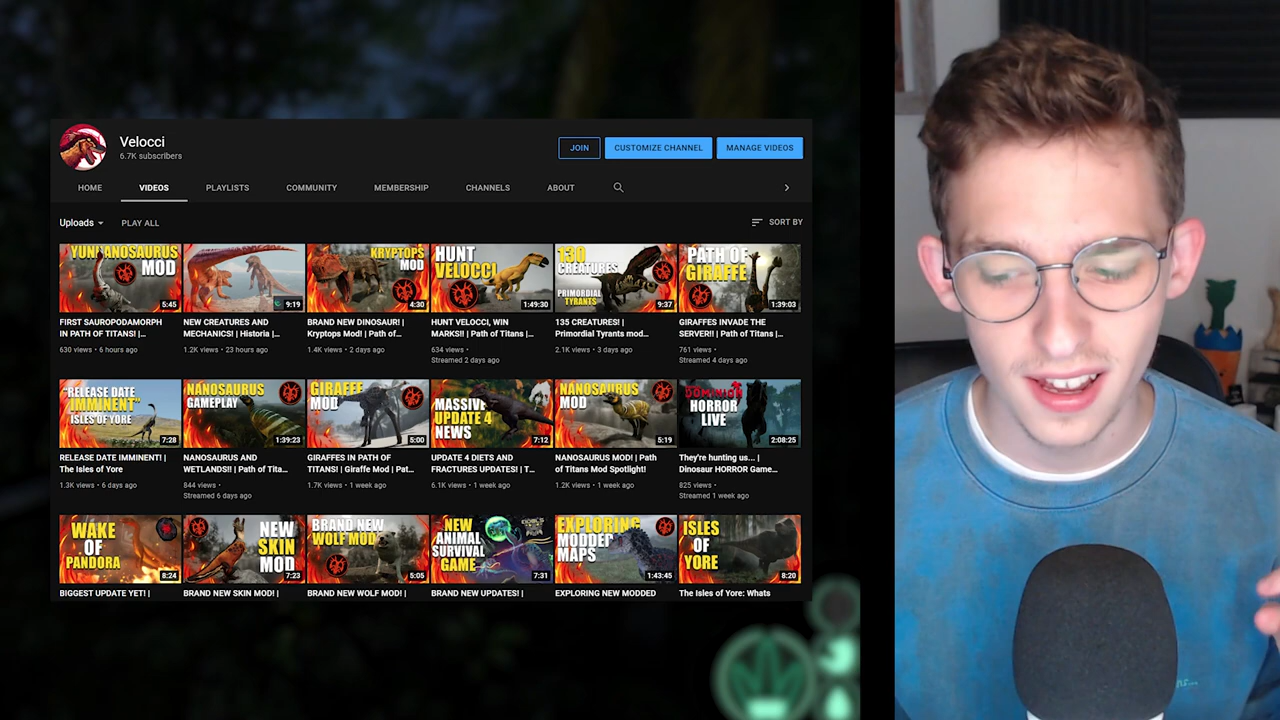 Velocci
6.7K subscribers
JOIN
CUSTOMIZE CHANNEL
MANAGE VIDEOS
HOME
VIDEOS
PLAYLISTS
COMMUNITY
MEMBERSHIP
CHANNELS
ABOUT
Uploads
PLAY ALL
SORT BY
YUNNANOSAURUS
MOD
5:45
9:19
KRYPTOPS
MOD
4:30
HUNT
VELOCCI
1:49:30
130
CREATURES
PRIMORDIAL
TYRANTS
9:37
PATH OF
GIRAFFE
1:39:03
FIRST SAUROPODAMORPH
IN PATH OF TITANS! |...
630 views • 6 hours ago
NEW CREATURES AND
MECHANICS! | Historia |...
1.2K views • 23 hours ago
BRAND NEW DINOSAUR! |
Kryptops Mod! | Path of...
1.4K views • 2 days ago
HUNT VELOCCI, WIN
MARKS!! | Path of Titans |...
634 views •
Streamed 2 days ago
135 CREATURES! |
Primordial Tyrants mod...
2.1K views • 3 days ago
GIRAFFES INVADE THE
SERVER!! | Path of Titans |...
761 views •
Streamed 4 days ago
"RELEASE DATE
IMMINENT"
ISLES OF YORE
7:28
NANOSAURUS
GAMEPLAY
1:39:23
GIRAFFE
MOD
5:00
MASSIVE
UPDATE 4
NEWS
7:12
NANOSAURUS
MOD
5:19
DOMINION
HORROR
LIVE
2:08:25
RELEASE DATE IMMINENT! |
The Isles of Yore
1.3K views • 6 days ago
NANOSAURUS AND
WETLANDS!! | Path of Tita...
844 views •
Streamed 6 days ago
GIRAFFES IN PATH OF
TITANS! | Giraffe Mod | Pat...
1.7K views • 1 week ago
UPDATE 4 DIETS AND
FRACTURES UPDATES! | T...
6.1K views • 1 week ago
NANOSAURUS MOD! | Path
of Titans Mod Spotlight!
1.2K views • 1 week ago
They're hunting us... |
Dinosaur HORROR Game...
825 views •
Streamed 1 week ago
WAKE
OF
PANDORA
8:24
NEW
SKIN
MOD
7:23
BRAND NEW
WOLF MOD
5:05
NEW
ANIMAL
SURVIVAL
GAME
7:31
EXPLORING
MODDED
MAPS
1:43:45
ISLES
OF
YORE
8:20
BIGGEST UPDATE YET! |
BRAND NEW SKIN MOD! |
BRAND NEW WOLF MOD! |
BRAND NEW UPDATES! |
EXPLORING NEW MODDED
The Isles of Yore: Whats